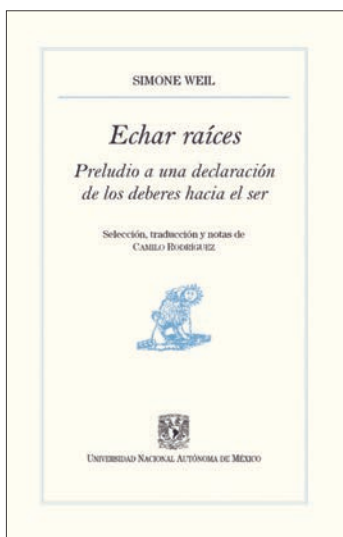 SIMONE WEIL
Echar raíces
Preludio a una declaración
de los deberes hacia el ser
Selección, traducción y notas de
CAMILO RODRÍGUEZ
UNIVERSIDAD NACIONAL AUTÓNOMA DE MÉXICO